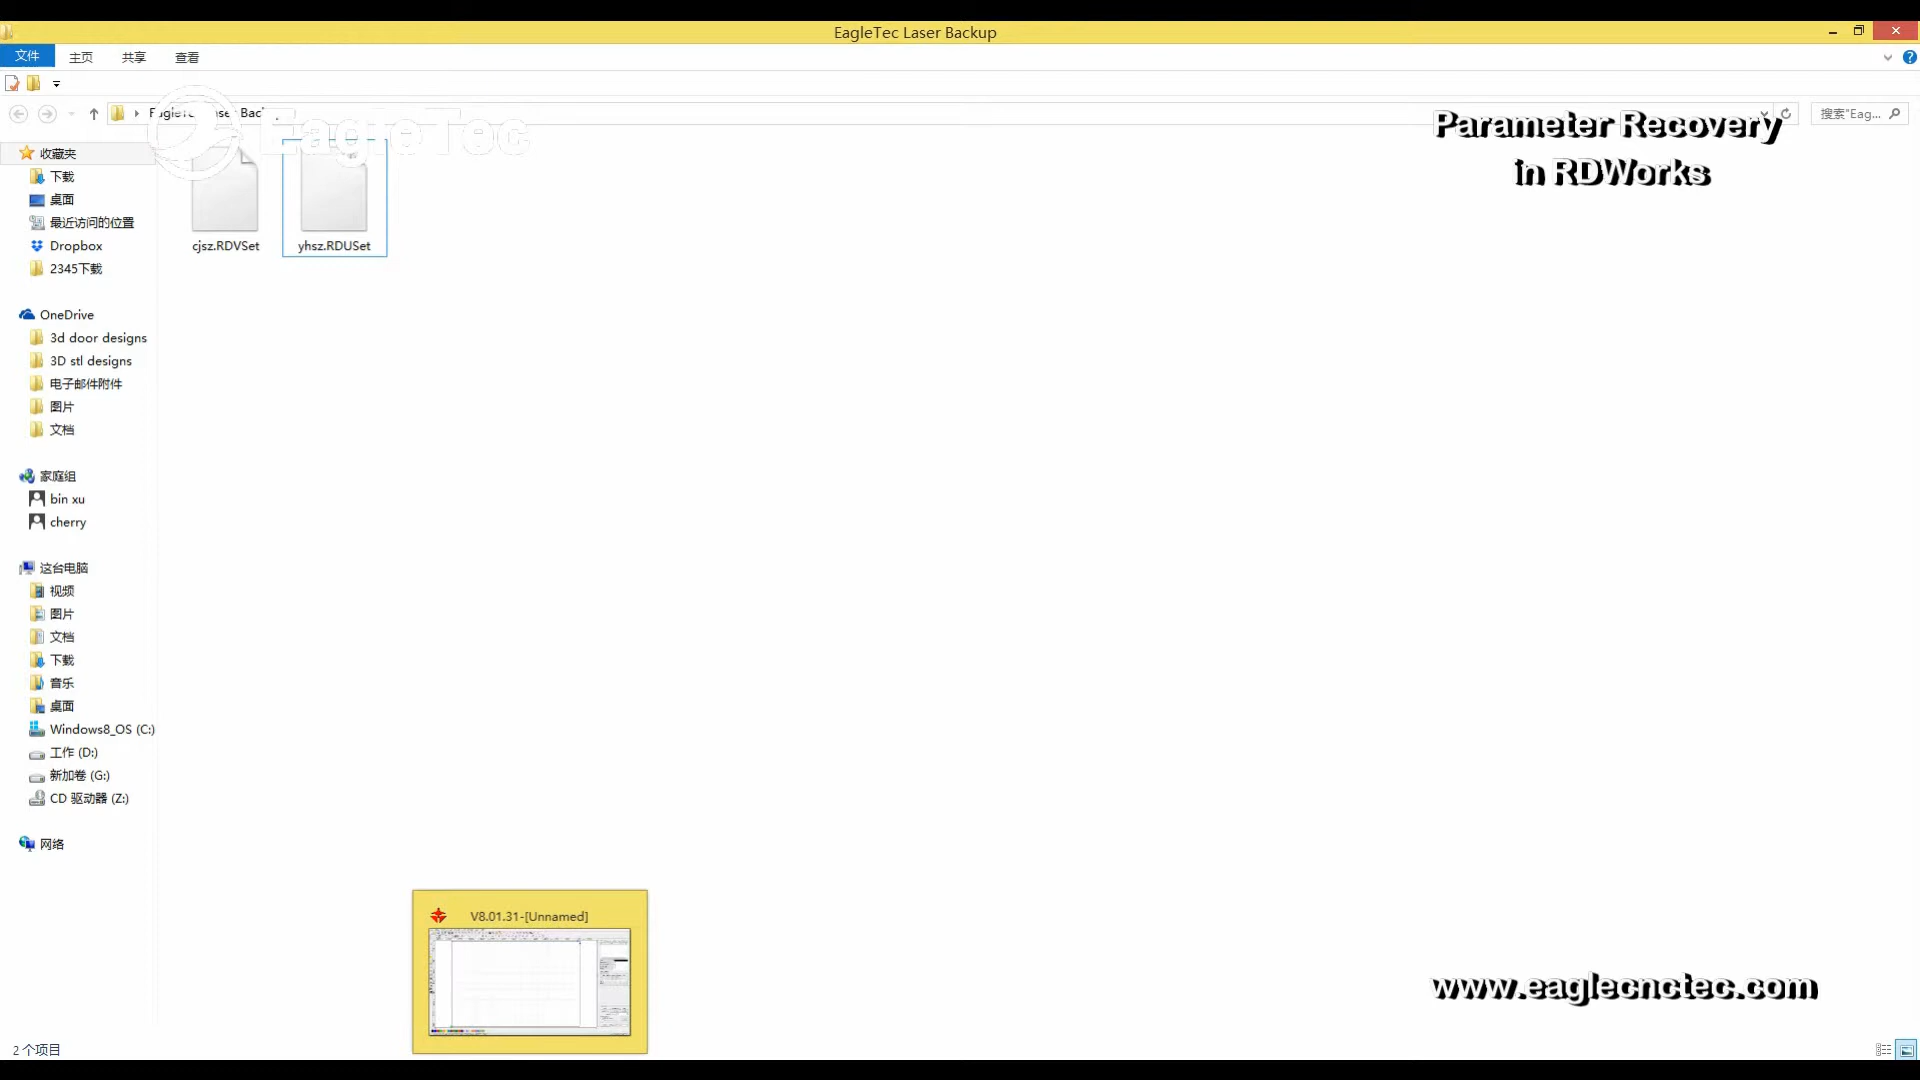 EagleTec Laser Backup
文件 主页 共享 查看
搜索"Eag...
EagleTec
Parameter Recovery
in RDWorks
收藏夹
下载
桌面
最近访问的位置
Dropbox
2345下载
cjsz.RDVSet
yhsz.RDUSet
OneDrive
3d door designs
3D stl designs
电子邮件附件
图片
文档
家庭组
bin xu
cherry
这台电脑
视频
图片
文档
下载
音乐
桌面
Windows8_OS (C:)
工作 (D:)
新加卷 (G:)
CD 驱动器 (Z:)
网络
V8.01.31-[Unnamed]
www.eaglecnctec.com
2 个项目